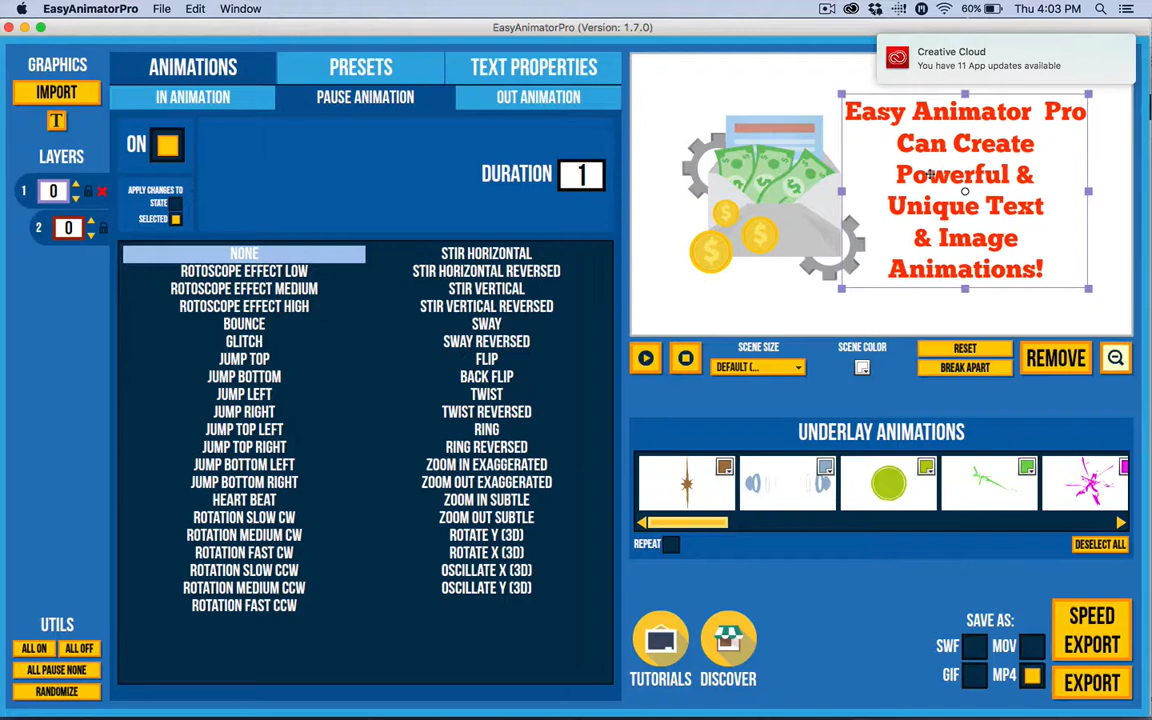 EasyAnimatorPro File Edit Window
60% Thu 4:03 PM
EasyAnimatorPro (Version: 1.7.0)
Creative Cloud
You have 11 App updates available
GRAPHICS
IMPORT
T
LAYERS
1 0
2 0
ANIMATIONS PRESETS TEXT PROPERTIES
IN ANIMATION PAUSE ANIMATION OUT ANIMATION
ON
APPLY CHANGES TO
STATE
SELECTED
DURATION 1
NONE
ROTOSCOPE EFFECT LOW
ROTOSCOPE EFFECT MEDIUM
ROTOSCOPE EFFECT HIGH
BOUNCE
GLITCH
JUMP TOP
JUMP BOTTOM
JUMP LEFT
JUMP RIGHT
JUMP TOP LEFT
JUMP TOP RIGHT
JUMP BOTTOM LEFT
JUMP BOTTOM RIGHT
HEART BEAT
ROTATION SLOW CW
ROTATION MEDIUM CW
ROTATION FAST CW
ROTATION SLOW CCW
ROTATION MEDIUM CCW
ROTATION FAST CCW
STIR HORIZONTAL
STIR HORIZONTAL REVERSED
STIR VERTICAL
STIR VERTICAL REVERSED
SWAY
SWAY REVERSED
FLIP
BACK FLIP
TWIST
TWIST REVERSED
RING
RING REVERSED
ZOOM IN EXAGGERATED
ZOOM OUT EXAGGERATED
ZOOM IN SUBTLE
ZOOM OUT SUBTLE
ROTATE Y (3D)
ROTATE X (3D)
OSCILLATE X (3D)
OSCILLATE Y (3D)
UTILS
ALL ON ALL OFF
ALL PAUSE NONE
RANDOMIZE
Easy Animator Pro
Can Create
Powerful &
Unique Text
& Image
Animations!
SCENE SIZE
DEFAULT (...
SCENE COLOR
RESET
BREAK APART
REMOVE
UNDERLAY ANIMATIONS
REPEAT
DESELECT ALL
TUTORIALS DISCOVER
SAVE AS:
SWF MOV
GIF MP4
SPEED
EXPORT
EXPORT